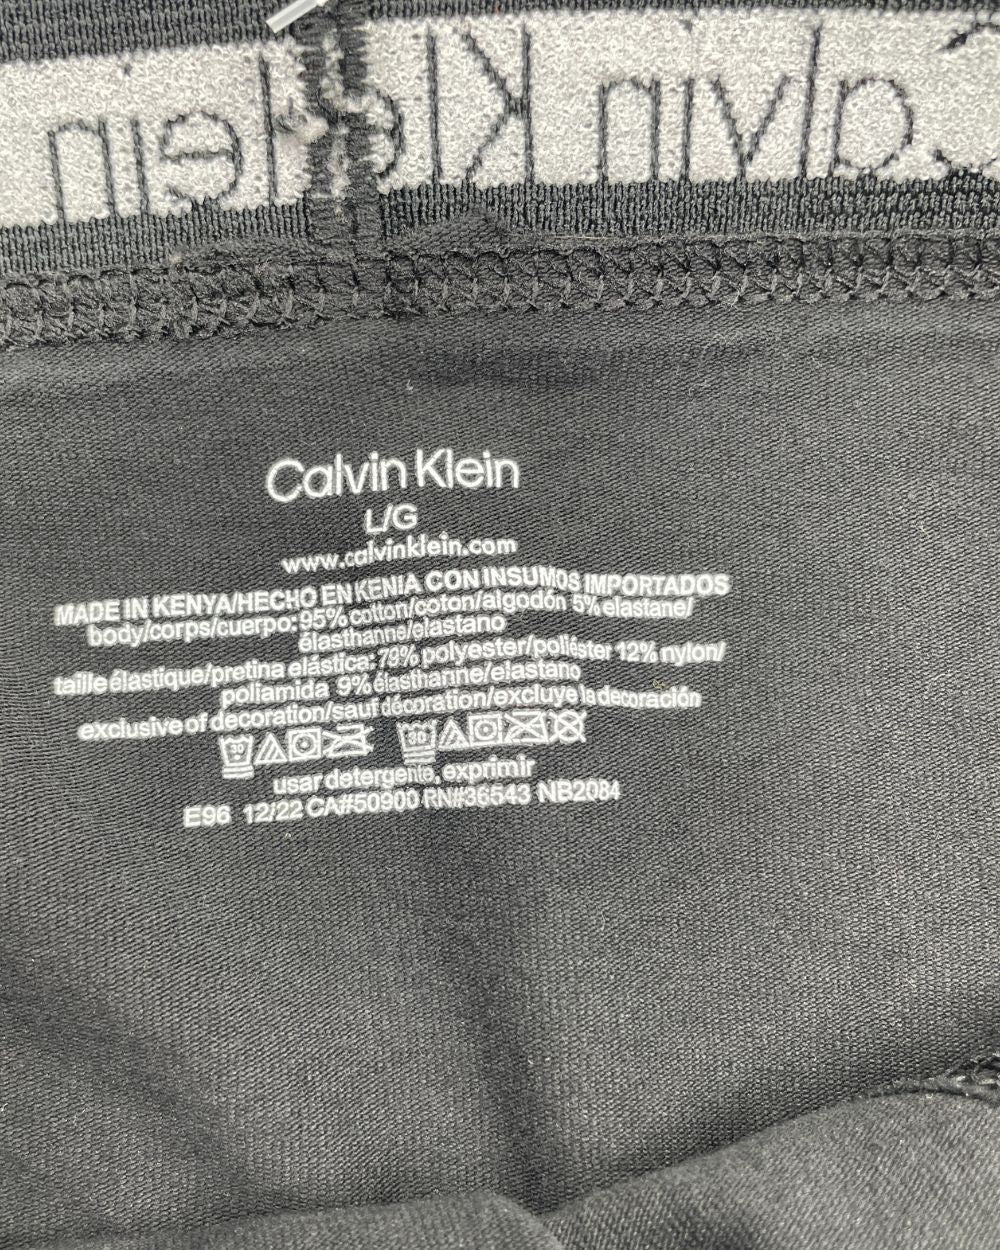 Calvin Klein
Calvin Klein
L/G
www.calvinklein.com
MADE IN KENYA/HECHO EN KENIA CON INSUMOS IMPORTADOS
body/corps/cuerpo: 95% cotton/coton/algodón 5% elastane/
élasthanne/elastano
taille élastique/pretina elástica: 79% polyester/poliéster 12% nylon/
poliamida 9% élasthanne/elastano
exclusive of decoration/sauf décoration/excluye la decoración
30 30
usar detergente, exprimir
E96 12/22 CA#50900 RN#36543 NB2084